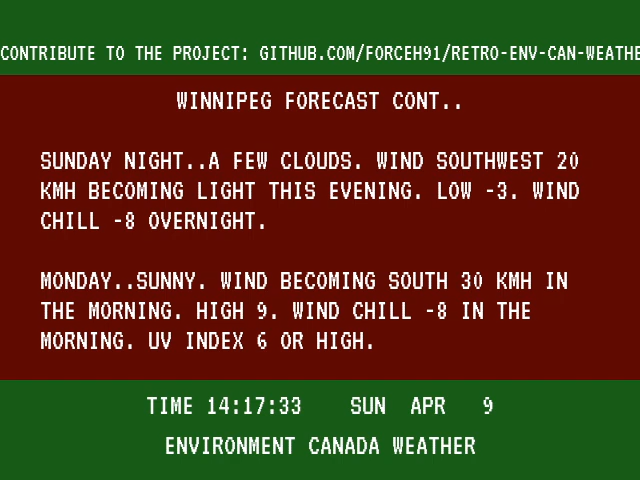 CONTRIBUTE TO THE PROJECT: GITHUB.COM/FORCEH91/RETRO-ENV-CAN-WEATHE
WINNIPEG FORECAST CONT..
SUNDAY NIGHT..A FEW CLOUDS. WIND SOUTHWEST 20
KMH BECOMING LIGHT THIS EVENING. LOW -3. WIND
CHILL -8 OVERNIGHT.
MONDAY..SUNNY. WIND BECOMING SOUTH 30 KMH IN
THE MORNING. HIGH 9. WIND CHILL -8 IN THE
MORNING. UV INDEX 6 OR HIGH.
TIME 14:17:33 SUN APR 9
ENVIRONMENT CANADA WEATHER